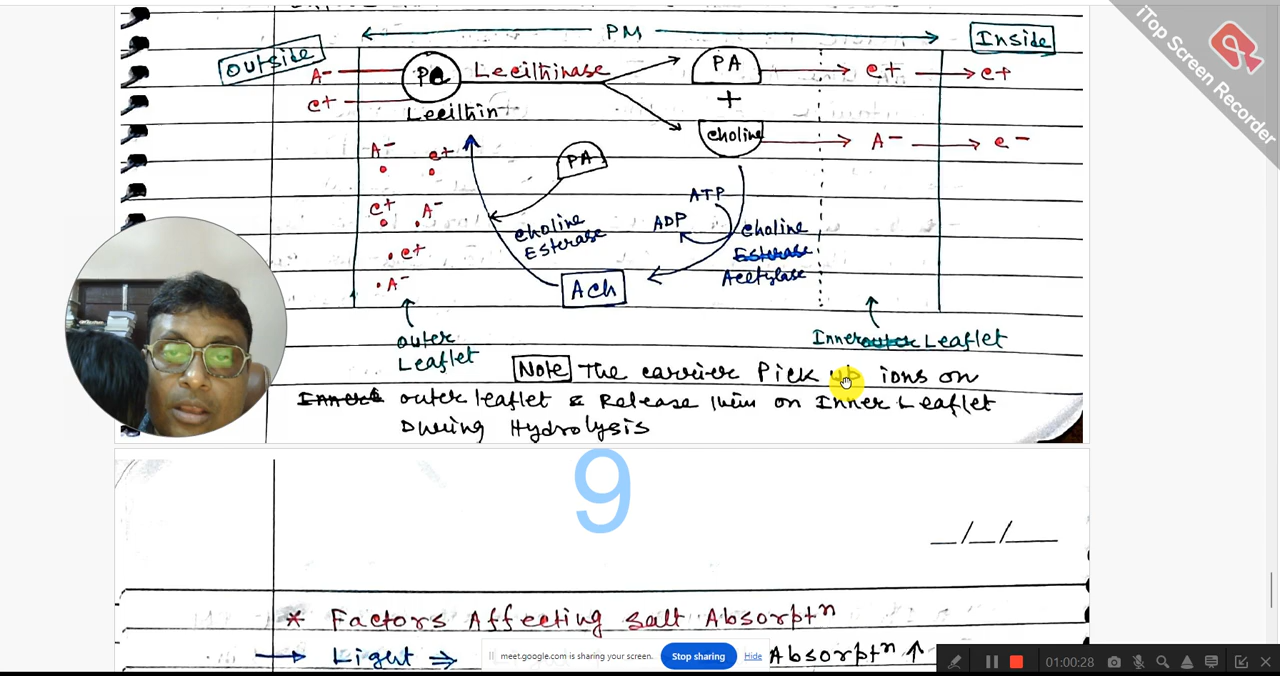 PM
Outside
Inside
A-
PC
Lecithinase
PA
c+
c+
c+
Lecithin
+
Choline
A-
c-
A-
c+
PA
ATP
ADP
c+
A-
Choline
Esterase
Choline
Esterase
Acetylase
c+
A-
Ach
outer
Leaflet
Innerouter Leaflet
Note The carrier Pick up ions on
Inner outer leaflet & Release them on Inner Leaflet
During Hydrolysis
9
_/_/_
* Factors Affecting salt Absorptn
→ Light ⇒
Absorptn ↑
meet.google.com is sharing your screen.
Stop sharing
Hide
01:00:28
iTop Screen Recorder